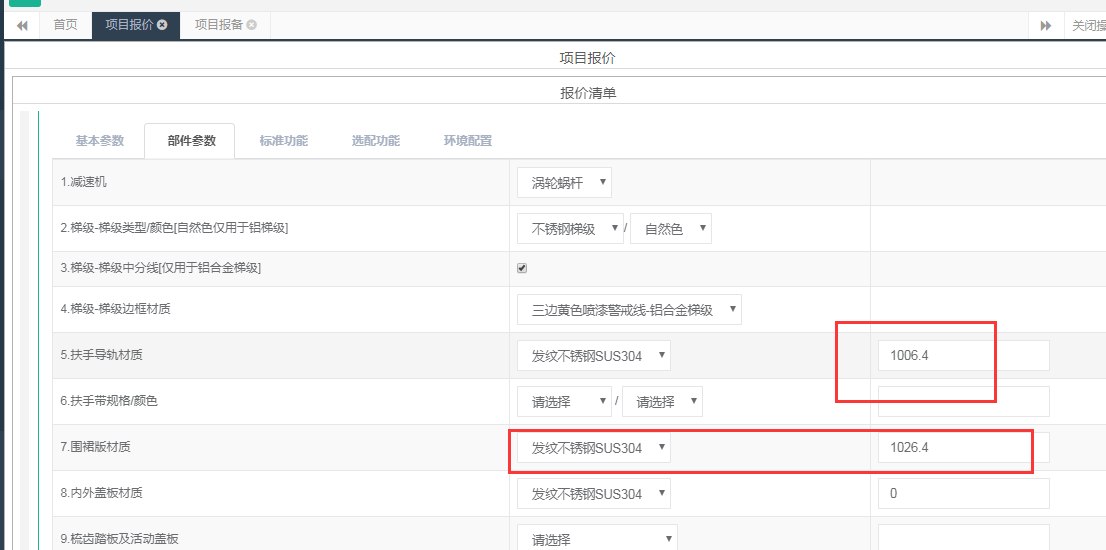 首页 项目报价 项目报备 关闭操
项目报价
报价清单
基本参数 部件参数 标准功能 选配功能 环境配置
1.减速机 涡轮蜗杆
2.梯级-梯级类型/颜色[自然色仅用于铝梯级] 不锈钢梯级 / 自然色
3.梯级-梯级中分线[仅用于铝合金梯级]
4.梯级-梯级边框材质 三边黄色喷漆警戒线-铝合金梯级
5.扶手导轨材质 发纹不锈钢SUS304 1006.4
6.扶手带规格/颜色 请选择 / 请选择
7.围裙版材质 发纹不锈钢SUS304 1026.4
8.内外盖板材质 发纹不锈钢SUS304 0
9.梳齿踏板及活动盖板 请选择